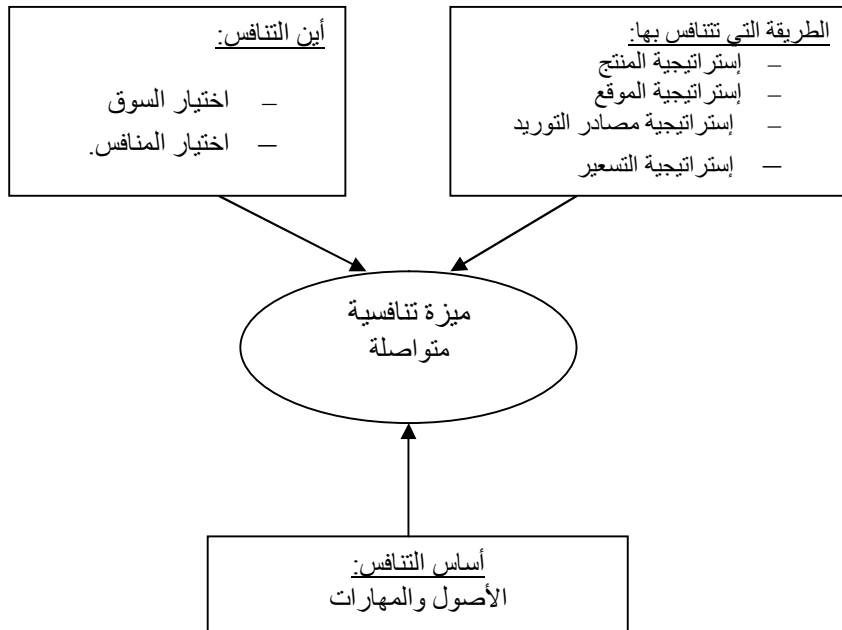 الطريقة التي تتنافس بها:
– إستراتيجية المنتج
– إستراتيجية الموقع
– إستراتيجية مصادر التوريد
– إستراتيجية التسعير
أين التنافس:
– اختيار السوق
– اختيار المنافس.
ميزة تنافسية
متواصلة
أساس التنافس:
الأصول والمهارات